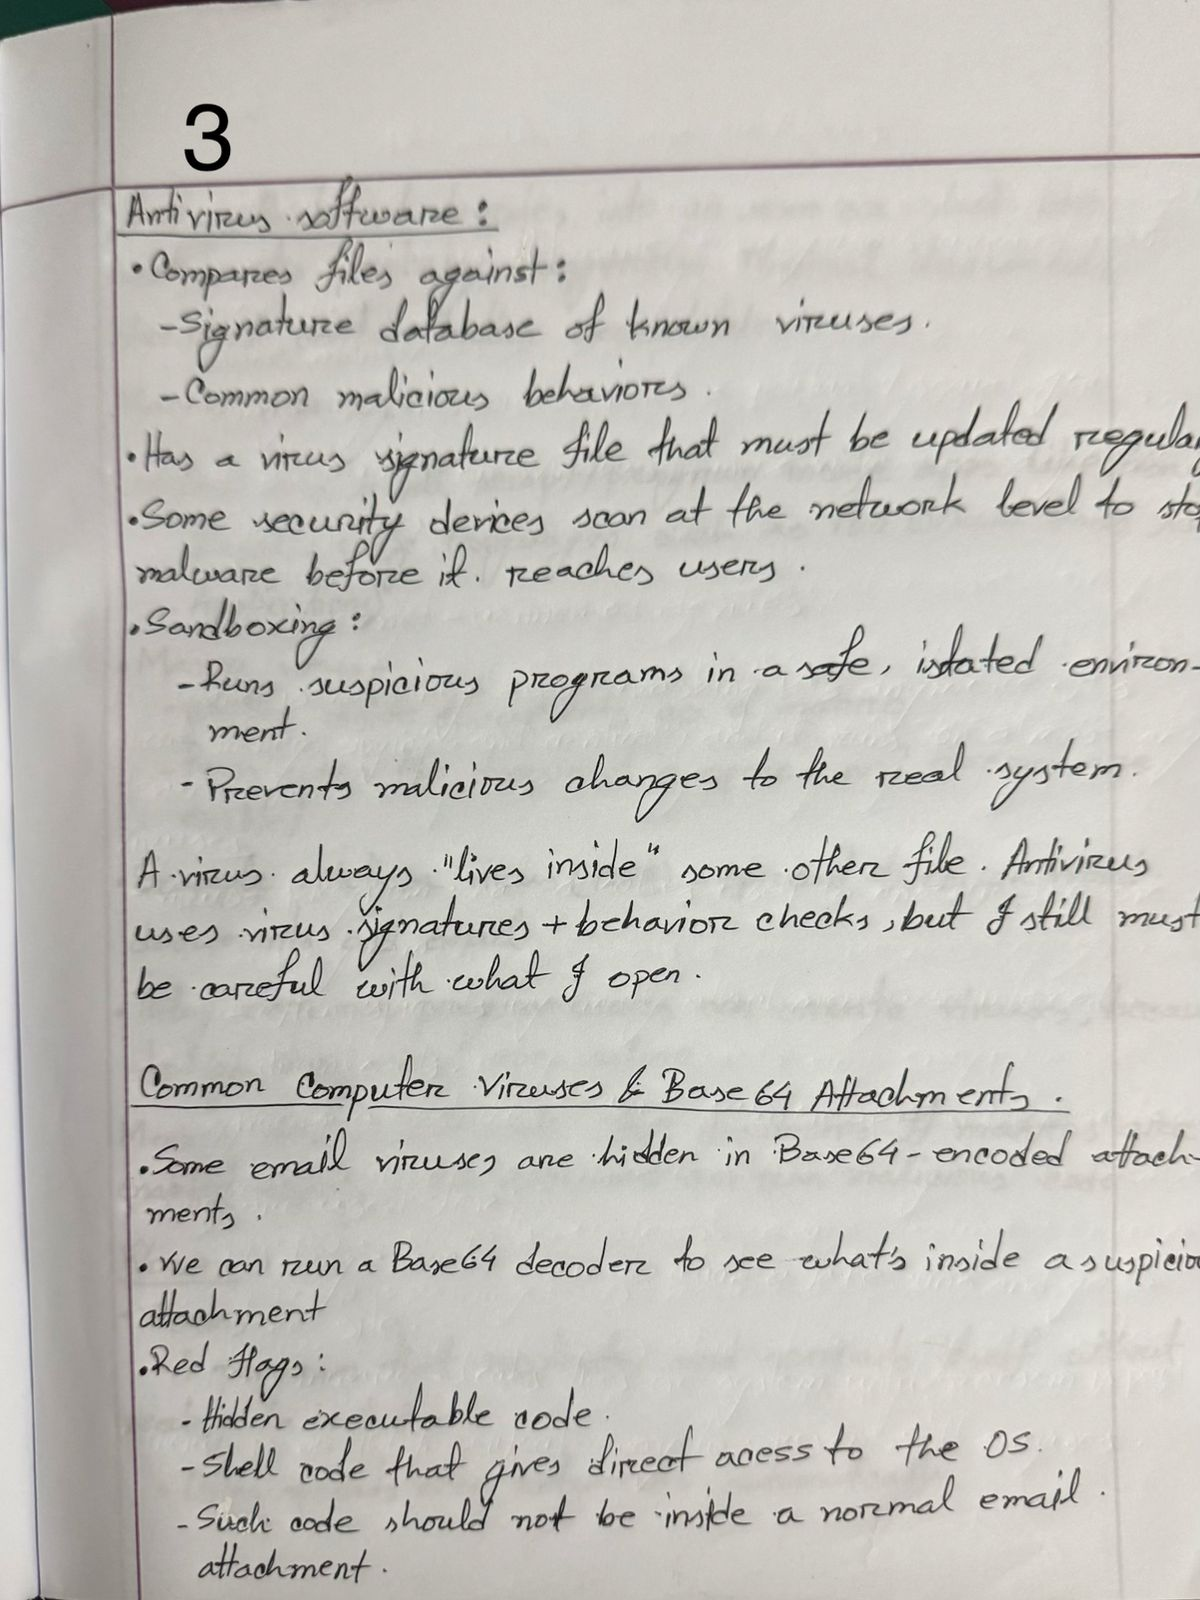 3
Antivirus software:
• Compares files against:
- Signature database of known viruses.
- Common malicious behaviors.
• Has a virus signature file that must be updated regular
• Some security devices scan at the network level to sto
malware before it. reaches users.
• Sandboxing:
- Runs suspicious programs in a safe, isolated environ-
ment.
- Prevents malicious changes to the real system.
A virus always "lives inside" some other file. Antivirus
uses virus signatures + behavior checks, but I still must
be careful with what I open.
Common Computer Viruses & Base 64 Attachments.
• Some email viruses are hidden in Base64-encoded attach-
ments.
• We can run a Base64 decoder to see what's inside a suspicio
attachment
• Red flags:
- Hidden executable code.
- Shell code that gives direct acess to the OS.
- Such code should not be inside a normal email
attachment.